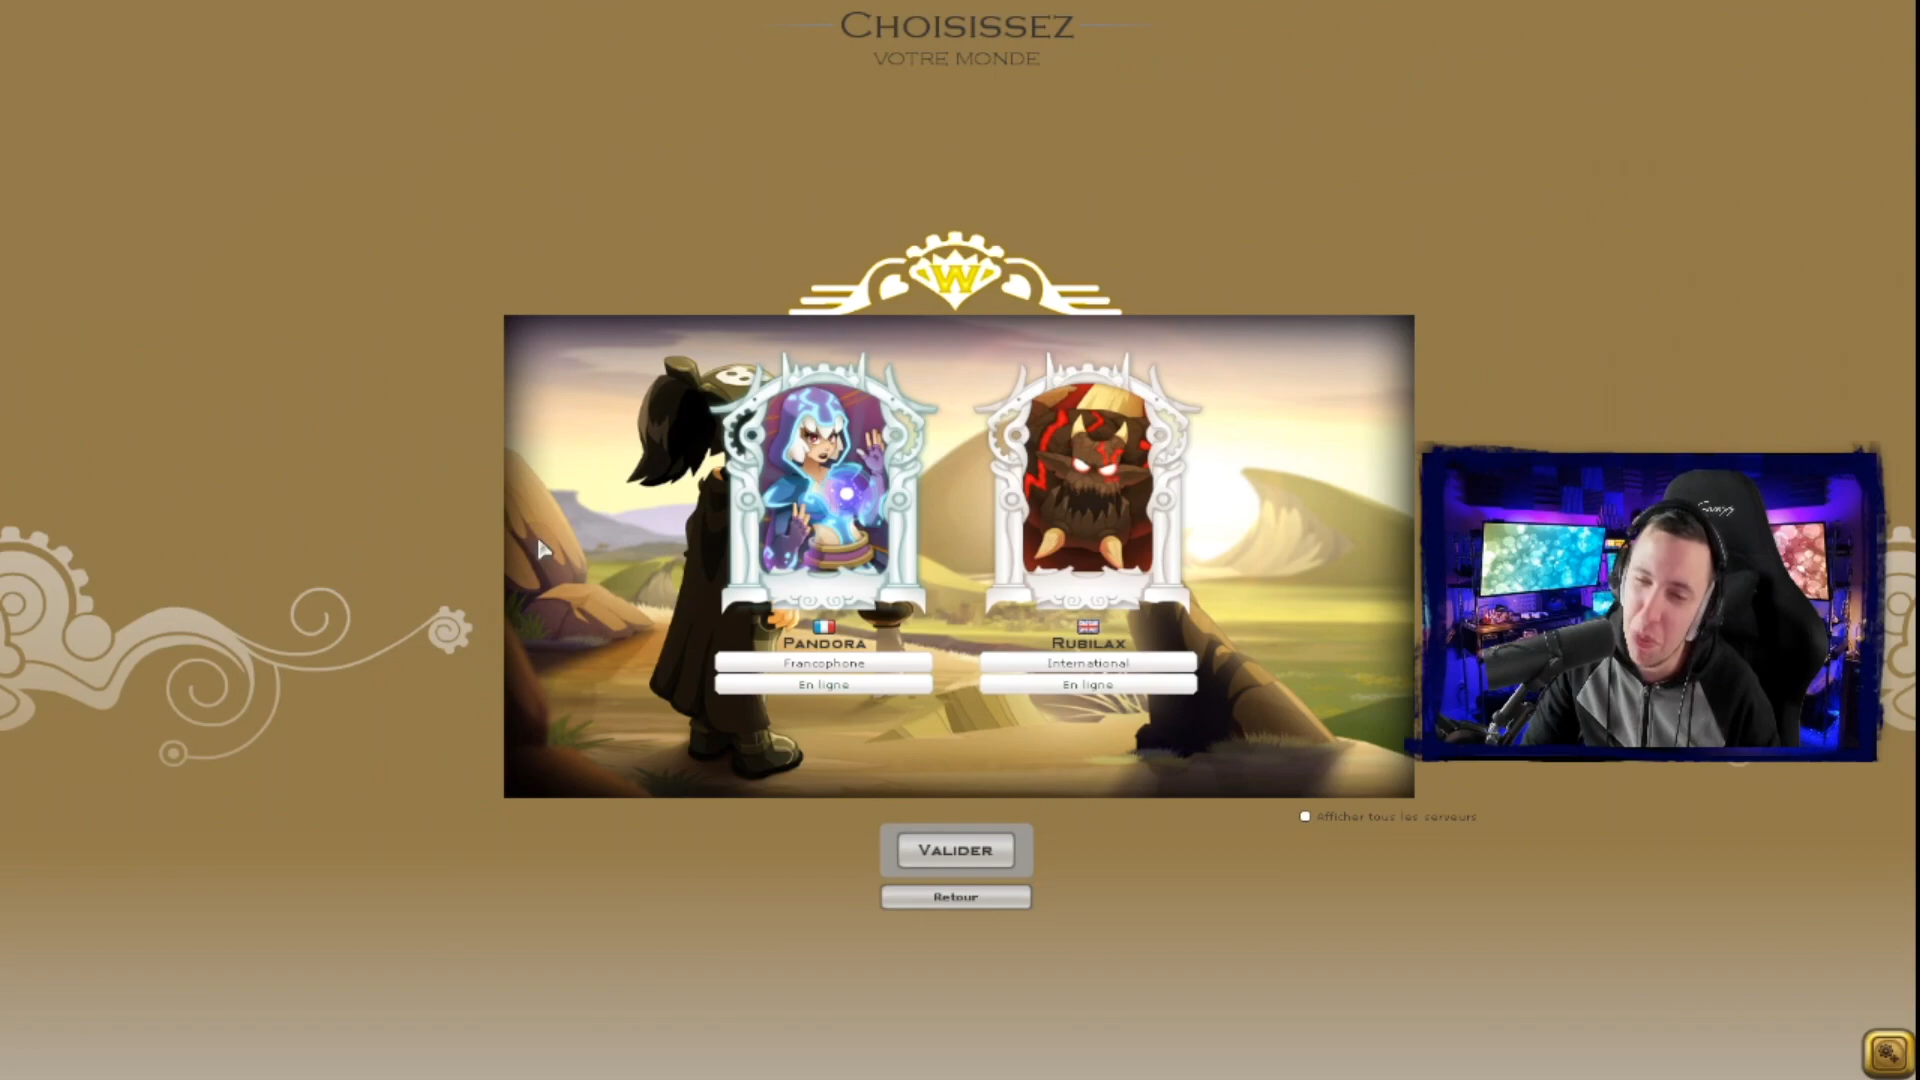 CHOISISSEZ
VOTRE MONDE
W
PANDORA
Francophone
En ligne
RUBILAX
International
En ligne
Afficher tous les serveurs
VALIDER
Retour